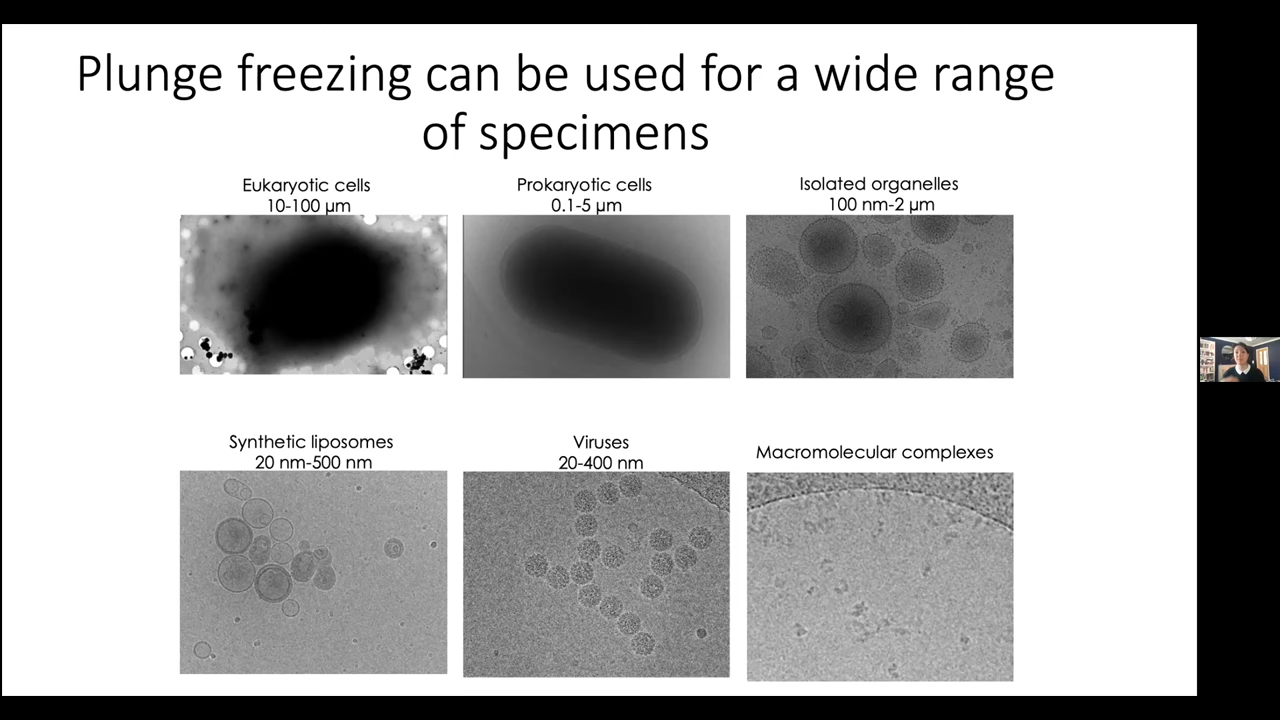 Plunge freezing can be used for a wide range
of specimens
Eukaryotic cells
10-100 µm
Prokaryotic cells
0.1-5 µm
Isolated organelles
100 nm-2 µm
Synthetic liposomes
20 nm-500 nm
Viruses
20-400 nm
Macromolecular complexes